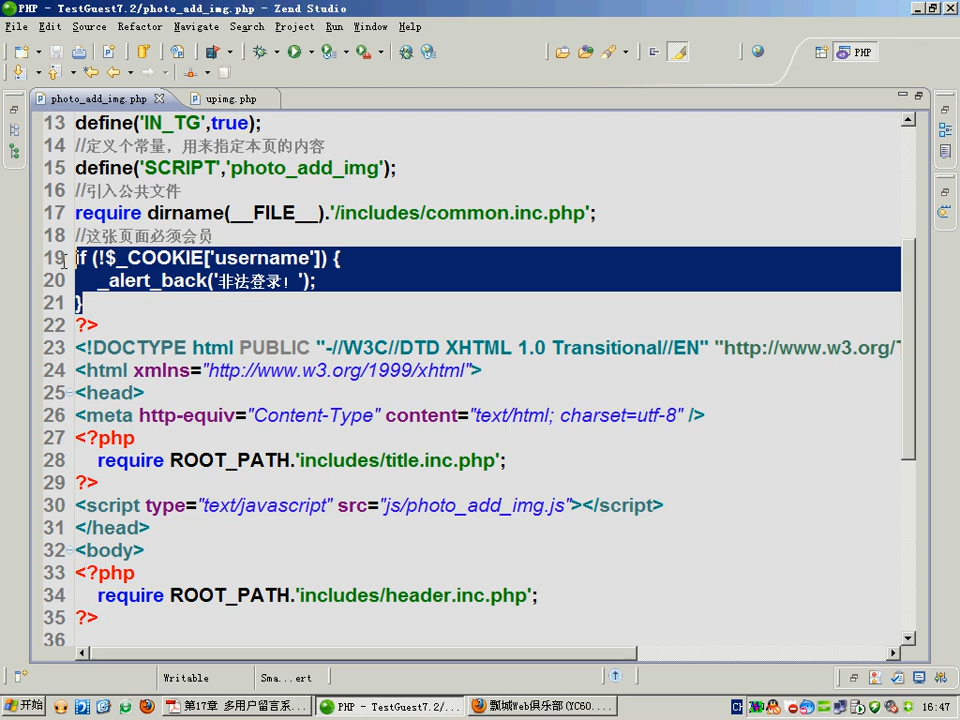 PHP - TestGuest7.2/photo_add_img.php - Zend Studio
File Edit Source Refactor Navigate Search Project Run Window Help
PHP
photo_add_img.php upimg.php
13 define('IN_TG',true);
14 //定义个常量，用来指定本页的内容
15 define('SCRIPT','photo_add_img');
16 //引入公共文件
17 require dirname(__FILE__).'/includes/common.inc.php';
18 //这张页面必须会员
19 if (!$_COOKIE['username']) {
20 _alert_back('非法登录！');
21 }
22 ?>
23 <!DOCTYPE html PUBLIC "-//W3C//DTD XHTML 1.0 Transitional//EN" "http://www.w3.org/T
24 <html xmlns="http://www.w3.org/1999/xhtml">
25 <head>
26 <meta http-equiv="Content-Type" content="text/html; charset=utf-8" />
27 <?php
28 require ROOT_PATH.'includes/title.inc.php';
29 ?>
30 <script type="text/javascript" src="js/photo_add_img.js"></script>
31 </head>
32 <body>
33 <?php
34 require ROOT_PATH.'includes/header.inc.php';
35 ?>
36
Writable Sma...ert
开始 第17章 多用户留言系... PHP - TestGuest7.2/... 瓢城Web俱乐部(YC60... CH 16:47